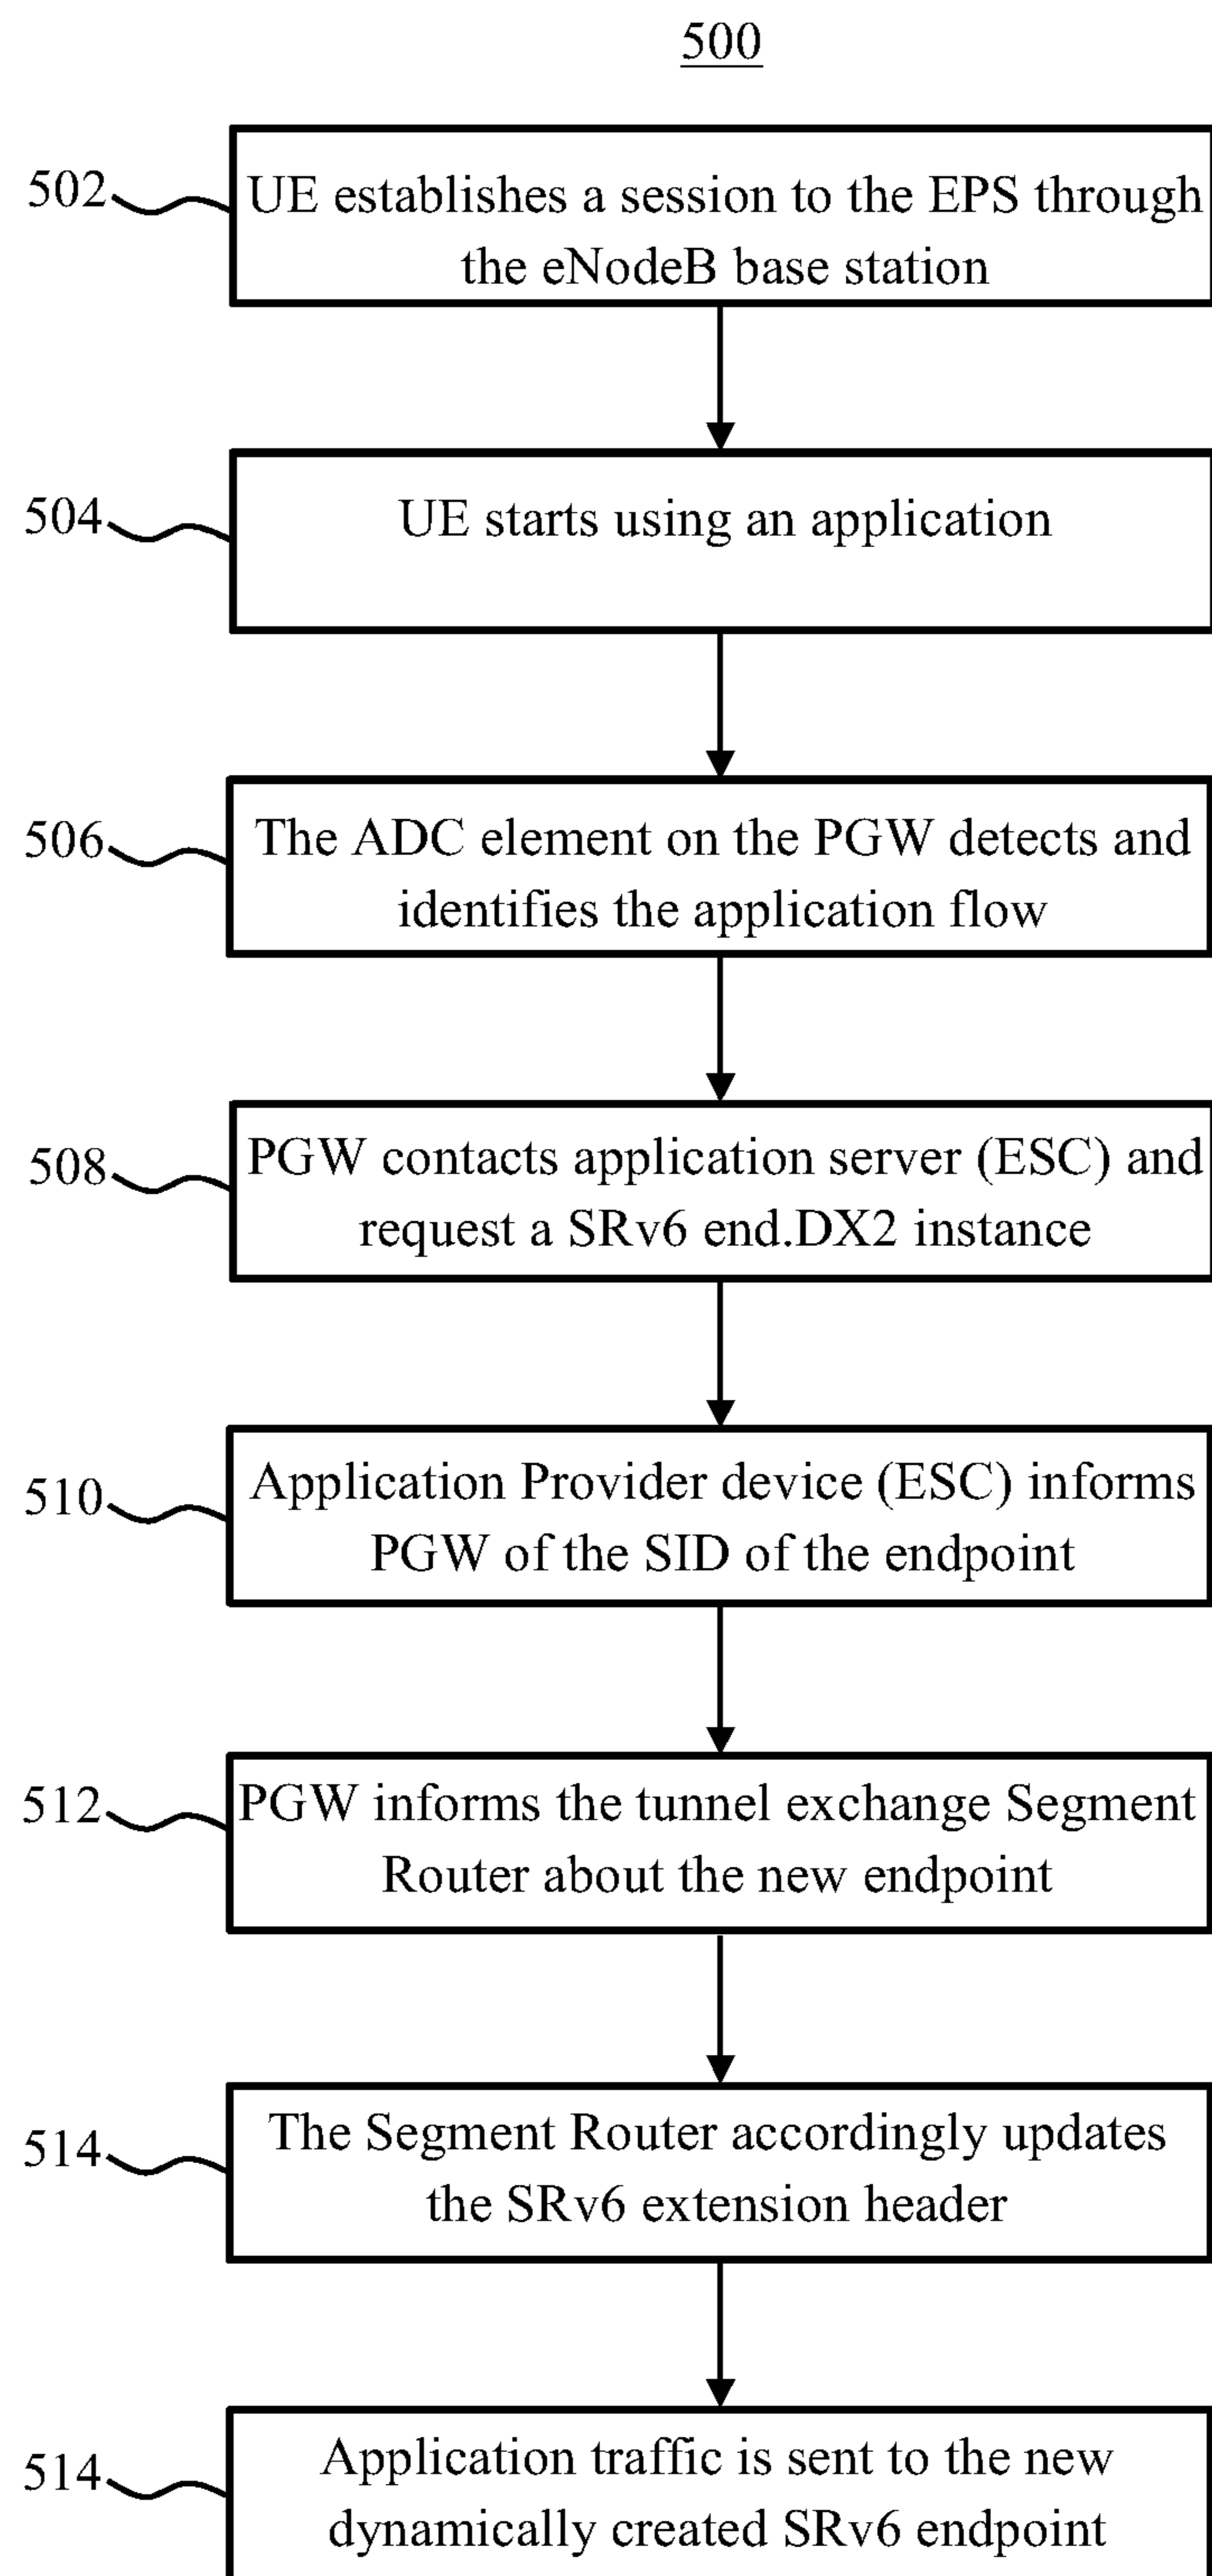 500
502
UE establishes a session to the EPS through
the eNodeB base station
504
UE starts using an application
506
The ADC element on the PGW detects and
identifies the application flow
508
PGW contacts application server (ESC) and
request a SRv6 end.DX2 instance
510
Application Provider device (ESC) informs
PGW of the SID of the endpoint
512
PGW informs the tunnel exchange Segment
Router about the new endpoint
514
The Segment Router accordingly updates
the SRv6 extension header
514
Application traffic is sent to the new
dynamically created SRv6 endpoint